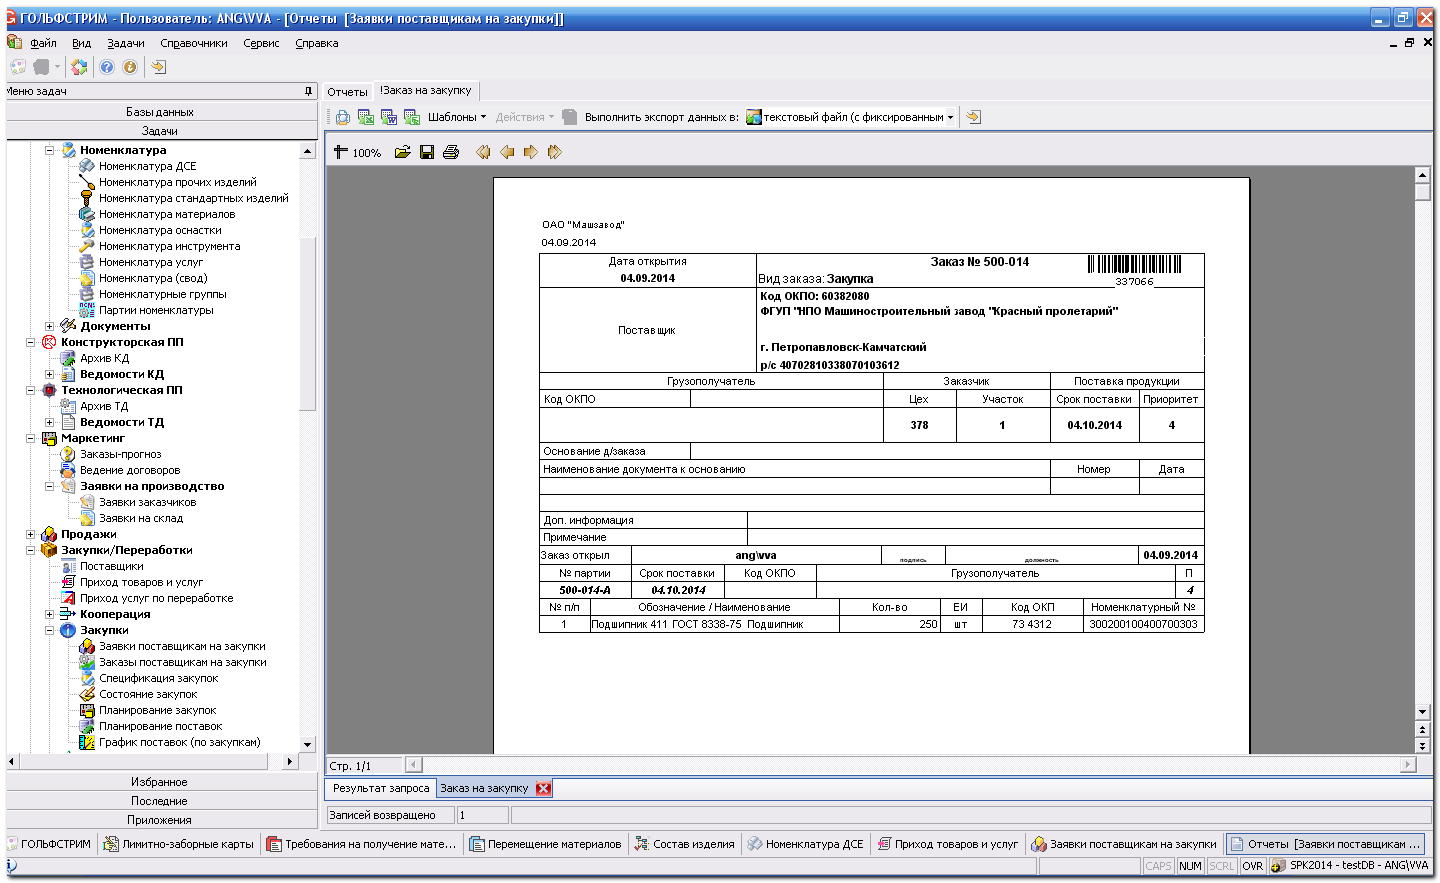 ГОЛЬФСТРИМ - Пользователь: ANG\VVA - [Отчеты [Заявки поставщикам на закупки]]
Файл Вид Задачи Справочники Сервис Справка
Меню задач
Базы данных
Задачи
Номенклатура
Номенклатура ДСЕ
Номенклатура прочих изделий
Номенклатура стандартных изделий
Номенклатура материалов
Номенклатура оснастки
Номенклатура инструмента
Номенклатура услуг
Номенклатура (свод)
Номенклатурные группы
Партии номенклатуры
Документы
Конструкторская ПП
Архив КД
Ведомости КД
Технологическая ПП
Архив ТД
Ведомости ТД
Маркетинг
Заказы-прогноз
Ведение договоров
Заявки на производство
Заявки заказчиков
Заявки на склад
Продажи
Закупки/Переработки
Поставщики
Приход товаров и услуг
Приход услуг по переработке
Кооперация
Закупки
Заявки поставщикам на закупки
Заказы поставщикам на закупки
Спецификация закупок
Состояние закупок
Планирование закупок
Планирование поставок
График поставок (по закупкам)
Избранное
Последние
Приложения
Отчеты !Заказ на закупку
Шаблоны Действия Выполнить экспорт данных в: текстовый файл (с фиксированным
100%
ОАО "Машзавод"
04.09.2014
Дата открытия
04.09.2014
Заказ № 500-014
Вид заказа: Закупка
337066
Поставщик
Код ОКПО: 60382080
ФГУП "НПО Машиностроительный завод "Красный пролетарий"
г. Петропавловск-Камчатский
р/с 40702810338070103612
Грузополучатель Заказчик Поставка продукции
Код ОКПО Цех Участок Срок поставки Приоритет
378 1 04.10.2014 4
Основание д/заказа
Наименование документа к основанию Номер Дата
Доп. информация
Примечание
Заказ открыл ang\vva подпись должность 04.09.2014
№ партии Срок поставки Код ОКПО Грузополучатель П
500-014-А 04.10.2014 4
№ п/п Обозначение / Наименование Кол-во ЕИ Код ОКП Номенклатурный №
1 Подшипник 411 ГОСТ 8338-75 Подшипник 250 шт 73 4312 300200100400700303
Стр. 1/1
Результат запроса Заказ на закупку
Записей возвращено 1
ГОЛЬФСТРИМ Лимитно-заборные карты Требования на получение мате... Перемещение материалов Состав изделия Номенклатура ДСЕ Приход товаров и услуг Заявки поставщикам на закупки Отчеты [Заявки поставщикам ...
CAPS NUM SCRL OVR SPK2014 - testDB - ANG\VVA